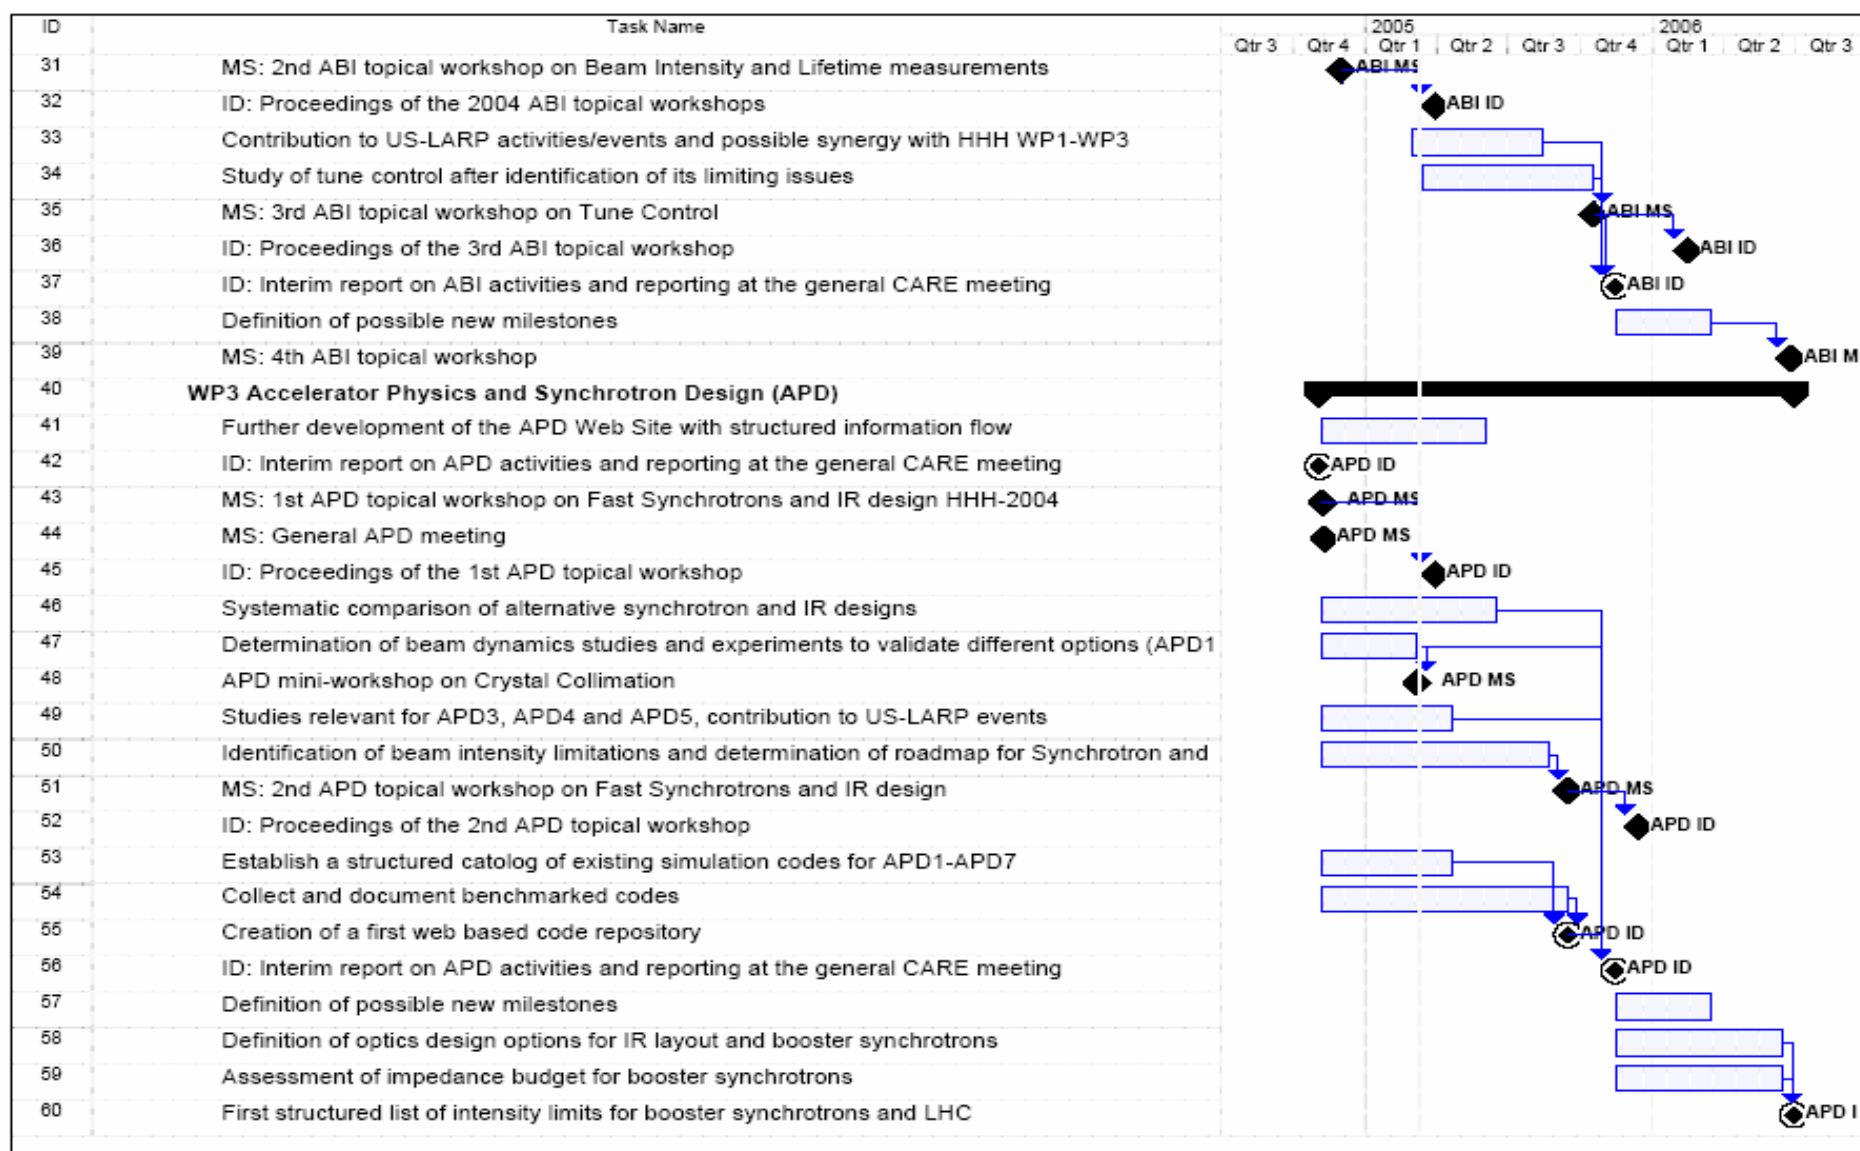 ID Task Name 2005 2006
Qtr 3 Qtr 4 Qtr 1 Qtr 2 Qtr 3 Qtr 4 Qtr 1 Qtr 2 Qtr 3
31 MS: 2nd ABI topical workshop on Beam Intensity and Lifetime measurements ABI MS
32 ID: Proceedings of the 2004 ABI topical workshops ABI ID
33 Contribution to US-LARP activities/events and possible synergy with HHH WP1-WP3
34 Study of tune control after identification of its limiting issues
35 MS: 3rd ABI topical workshop on Tune Control ABI MS
36 ID: Proceedings of the 3rd ABI topical workshop ABI ID
37 ID: Interim report on ABI activities and reporting at the general CARE meeting ABI ID
38 Definition of possible new milestones
39 MS: 4th ABI topical workshop ABI M
40 WP3 Accelerator Physics and Synchrotron Design (APD)
41 Further development of the APD Web Site with structured information flow
42 ID: Interim report on APD activities and reporting at the general CARE meeting APD ID
43 MS: 1st APD topical workshop on Fast Synchrotrons and IR design HHH-2004 APD MS
44 MS: General APD meeting APD MS
45 ID: Proceedings of the 1st APD topical workshop APD ID
46 Systematic comparison of alternative synchrotron and IR designs
47 Determination of beam dynamics studies and experiments to validate different options (APD1
48 APD mini-workshop on Crystal Collimation APD MS
49 Studies relevant for APD3, APD4 and APD5, contribution to US-LARP events
50 Identification of beam intensity limitations and determination of roadmap for Synchrotron and
51 MS: 2nd APD topical workshop on Fast Synchrotrons and IR design APD MS
52 ID: Proceedings of the 2nd APD topical workshop APD ID
53 Establish a structured catolog of existing simulation codes for APD1-APD7
54 Collect and document benchmarked codes
55 Creation of a first web based code repository APD ID
56 ID: Interim report on APD activities and reporting at the general CARE meeting APD ID
57 Definition of possible new milestones
58 Definition of optics design options for IR layout and booster synchrotrons
59 Assessment of impedance budget for booster synchrotrons
60 First structured list of intensity limits for booster synchrotrons and LHC APD I